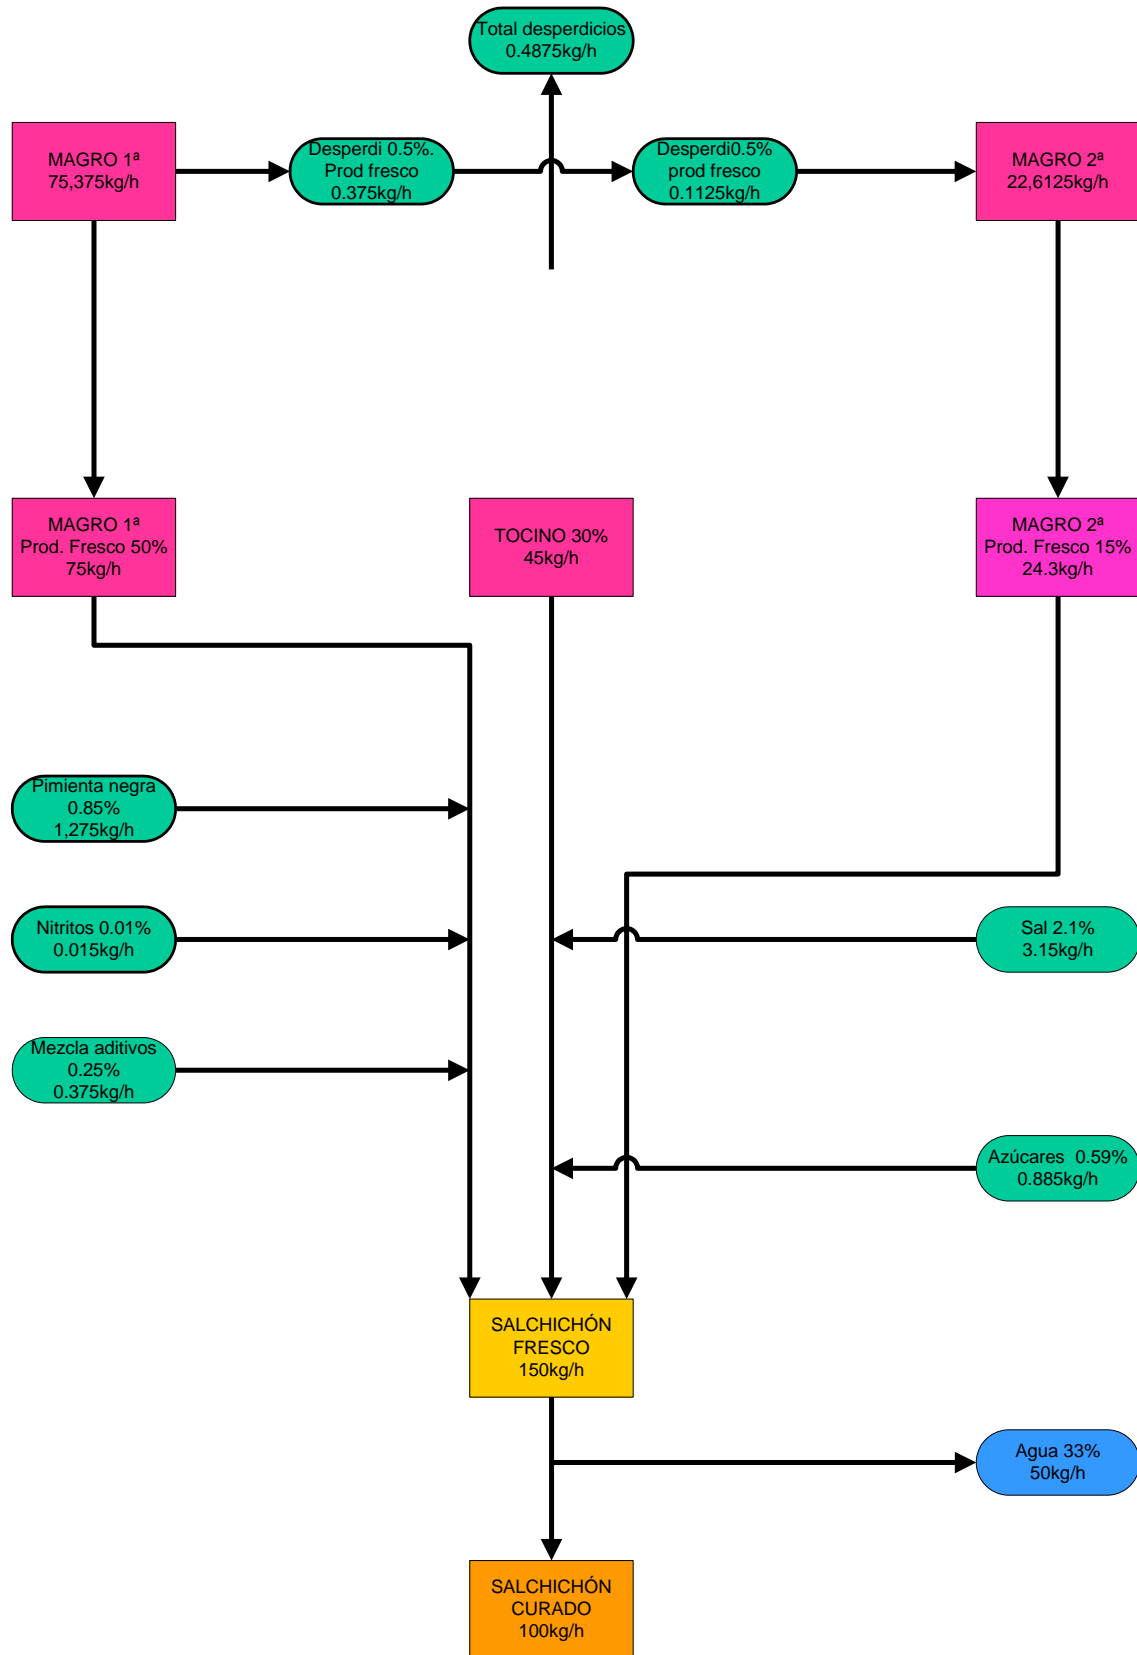 Total desperdicios
0.4875kg/h
MAGRO 1ª
75,375kg/h
Desperdi 0.5%.
Prod fresco
0.375kg/h
Desperdi0.5%
prod fresco
0.1125kg/h
MAGRO 2ª
22,6125kg/h
MAGRO 1ª
Prod. Fresco 50%
75kg/h
TOCINO 30%
45kg/h
MAGRO 2ª
Prod. Fresco 15%
24.3kg/h
Pimienta negra
0.85%
1,275kg/h
Nitritos 0.01%
0.015kg/h
Sal 2.1%
3.15kg/h
Mezcla aditivos
0.25%
0.375kg/h
Azúcares  0.59%
0.885kg/h
SALCHICHÓN
FRESCO
150kg/h
Agua 33%
50kg/h
SALCHICHÓN
CURADO
100kg/h